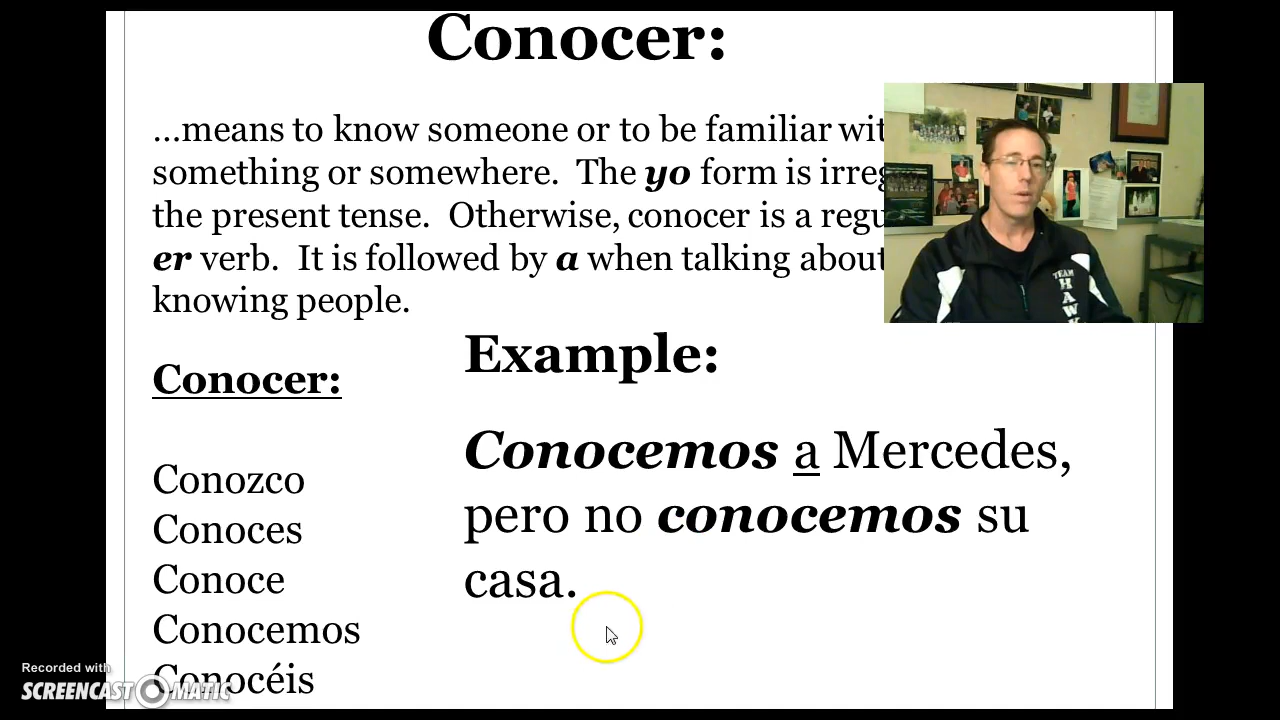 Conocer:
...means to know someone or to be familiar wit
something or somewhere. The yo form is irreg
the present tense. Otherwise, conocer is a regu
er verb. It is followed by a when talking about
knowing people.
Example:
Conocer:
Conocemos a Mercedes,
pero no conocemos su
casa.
Conozco
Conoces
Conoce
Conocemos
Conocéis
TEAM
HAWK
Recorded with
SCREENCAST-O-MATIC